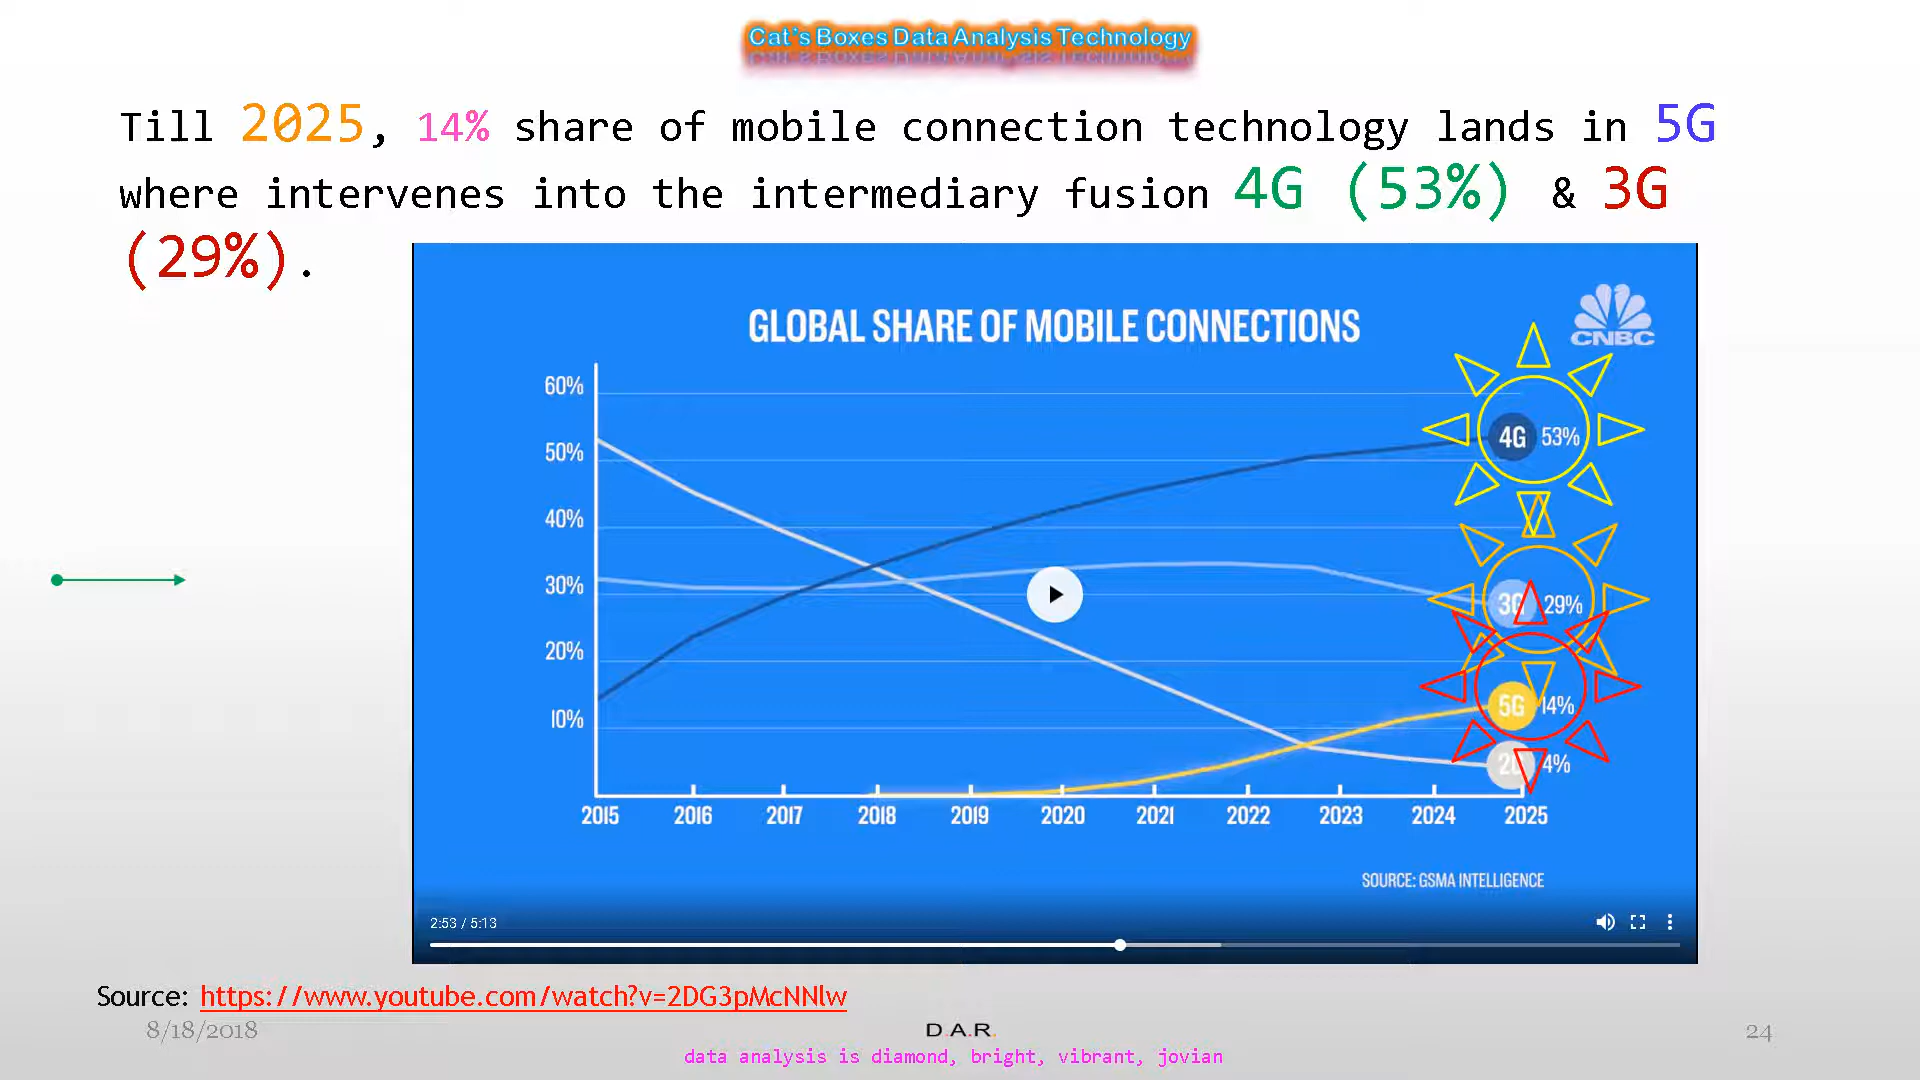 Cat's Boxes Data Analysis Technology
Till 2025, 14% share of mobile connection technology lands in 5G
where intervenes into the intermediary fusion 4G (53%) & 3G
(29%).
GLOBAL SHARE OF MOBILE CONNECTIONS
CNBC
60%
50%
40%
30%
20%
10%
4G 53%
3G 29%
5G 14%
4%
2015 2016 2017 2018 2019 2020 2021 2022 2023 2024 2025
SOURCE: GSMA INTELLIGENCE
2:53 / 5:13
Source: https://www.youtube.com/watch?v=2DG3pMcNNlw
8/18/2018
D.A.R.
24
data analysis is diamond, bright, vibrant, jovian